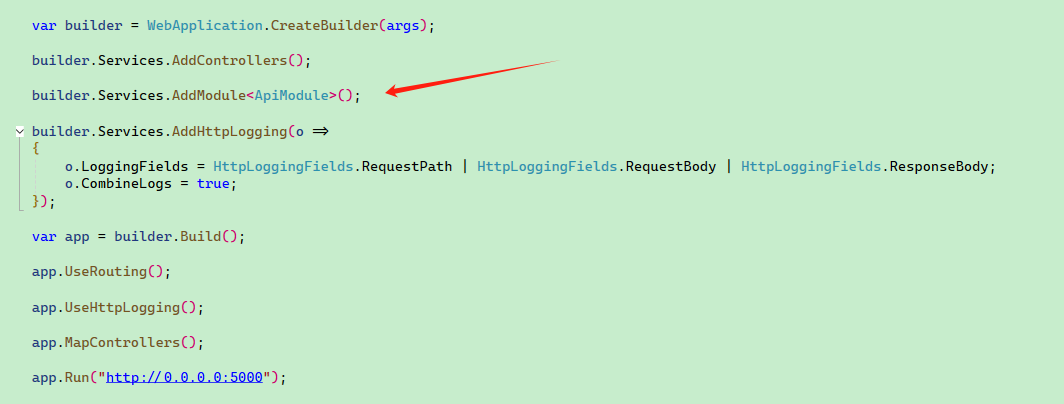 var builder = WebApplication.CreateBuilder(args);
builder.Services.AddControllers();
builder.Services.AddModule<ApiModule>();
builder.Services.AddHttpLogging(o =>
{
    o.LoggingFields = HttpLoggingFields.RequestPath | HttpLoggingFields.RequestBody | HttpLoggingFields.ResponseBody;
    o.CombineLogs = true;
});
var app = builder.Build();
app.UseRouting();
app.UseHttpLogging();
app.MapControllers();
app.Run("http://0.0.0.0:5000");